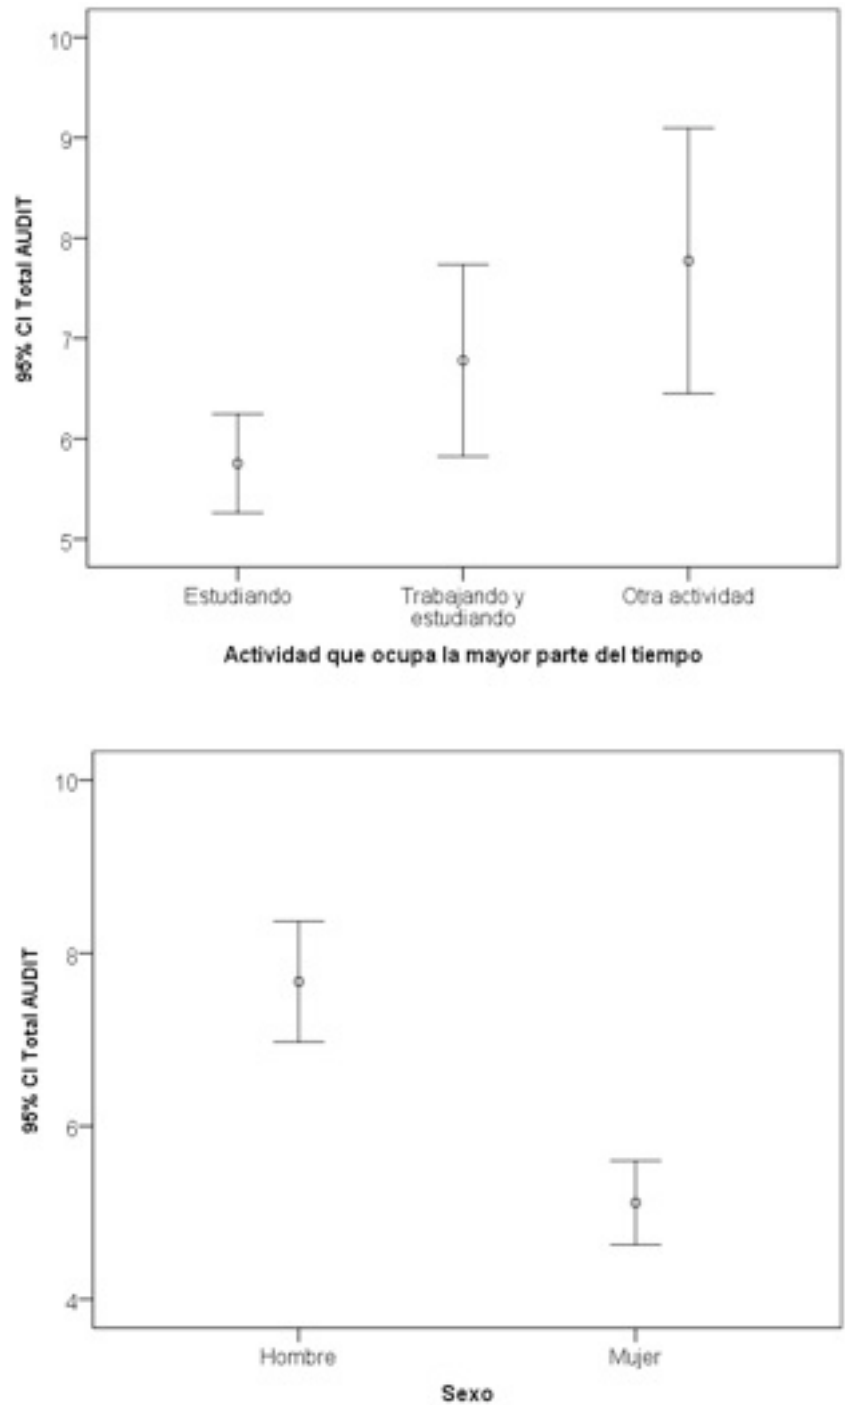 10
9
8
7
6
5
95% CI Total AUDIT
Estudiando
Trabajando y
estudiando
Otra actividad
Actividad que ocupa la mayor parte del tiempo
10
8
6
4
95% CI Total AUDIT
Hombre
Mujer
Sexo